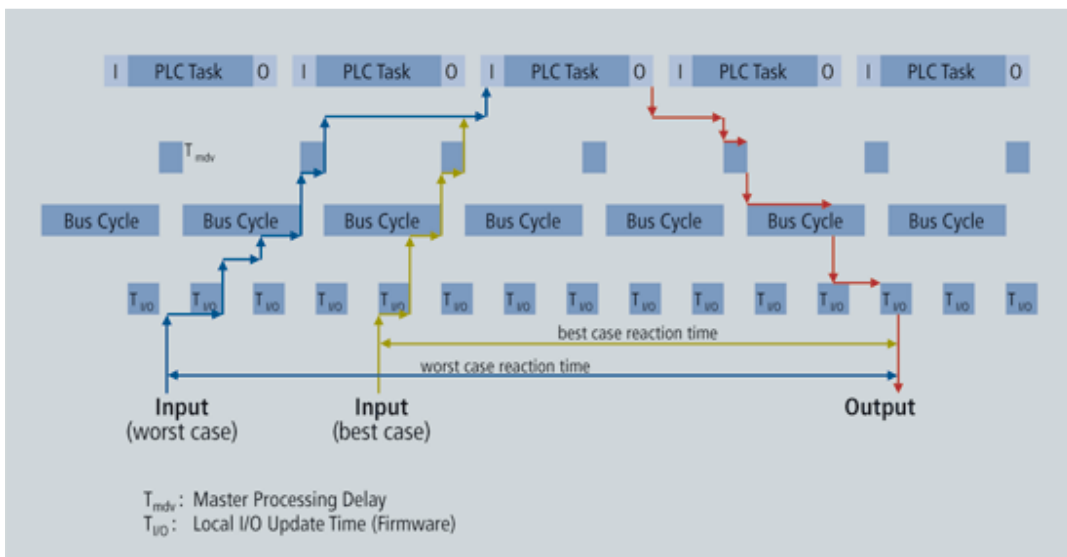 I PLC Task O I PLC Task O I PLC Task O I PLC Task O I PLC Task O
Tmdv
Bus Cycle Bus Cycle Bus Cycle Bus Cycle Bus Cycle Bus Cycle Bus Cycle
TI/O TI/O TI/O TI/O TI/O TI/O TI/O TI/O TI/O TI/O TI/O TI/O TI/O TI/O TI/O
best case reaction time
worst case reaction time
Input Input Output
(worst case) (best case)
Tmdv: Master Processing Delay
TI/O: Local I/O Update Time (Firmware)